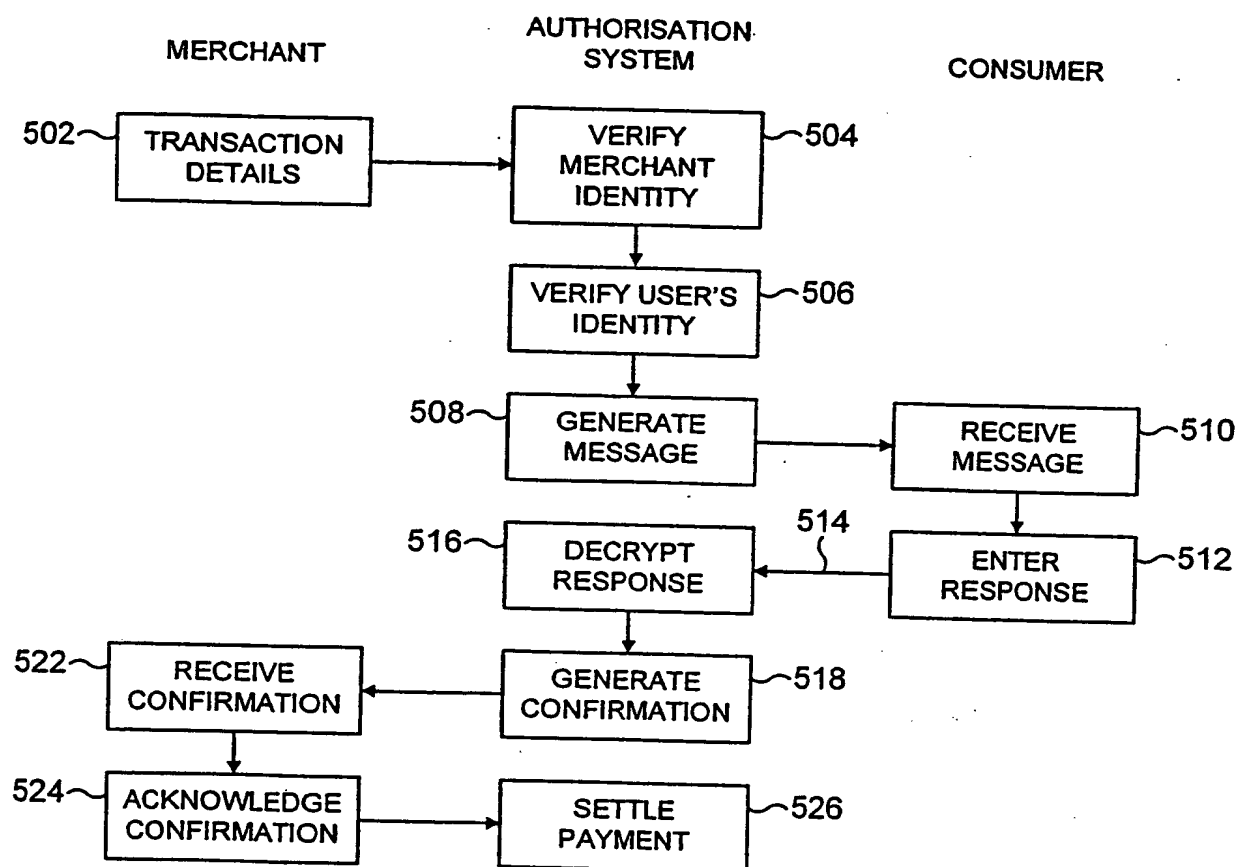 MERCHANT
AUTHORISATION
SYSTEM
CONSUMER
502
TRANSACTION
DETAILS
VERIFY
MERCHANT
IDENTITY
504
VERIFY USER'S
IDENTITY
506
508
GENERATE
MESSAGE
RECEIVE
MESSAGE
510
516
DECRYPT
RESPONSE
514
ENTER
RESPONSE
512
522
RECEIVE
CONFIRMATION
GENERATE
CONFIRMATION
518
524
ACKNOWLEDGE
CONFIRMATION
SETTLE
PAYMENT
526